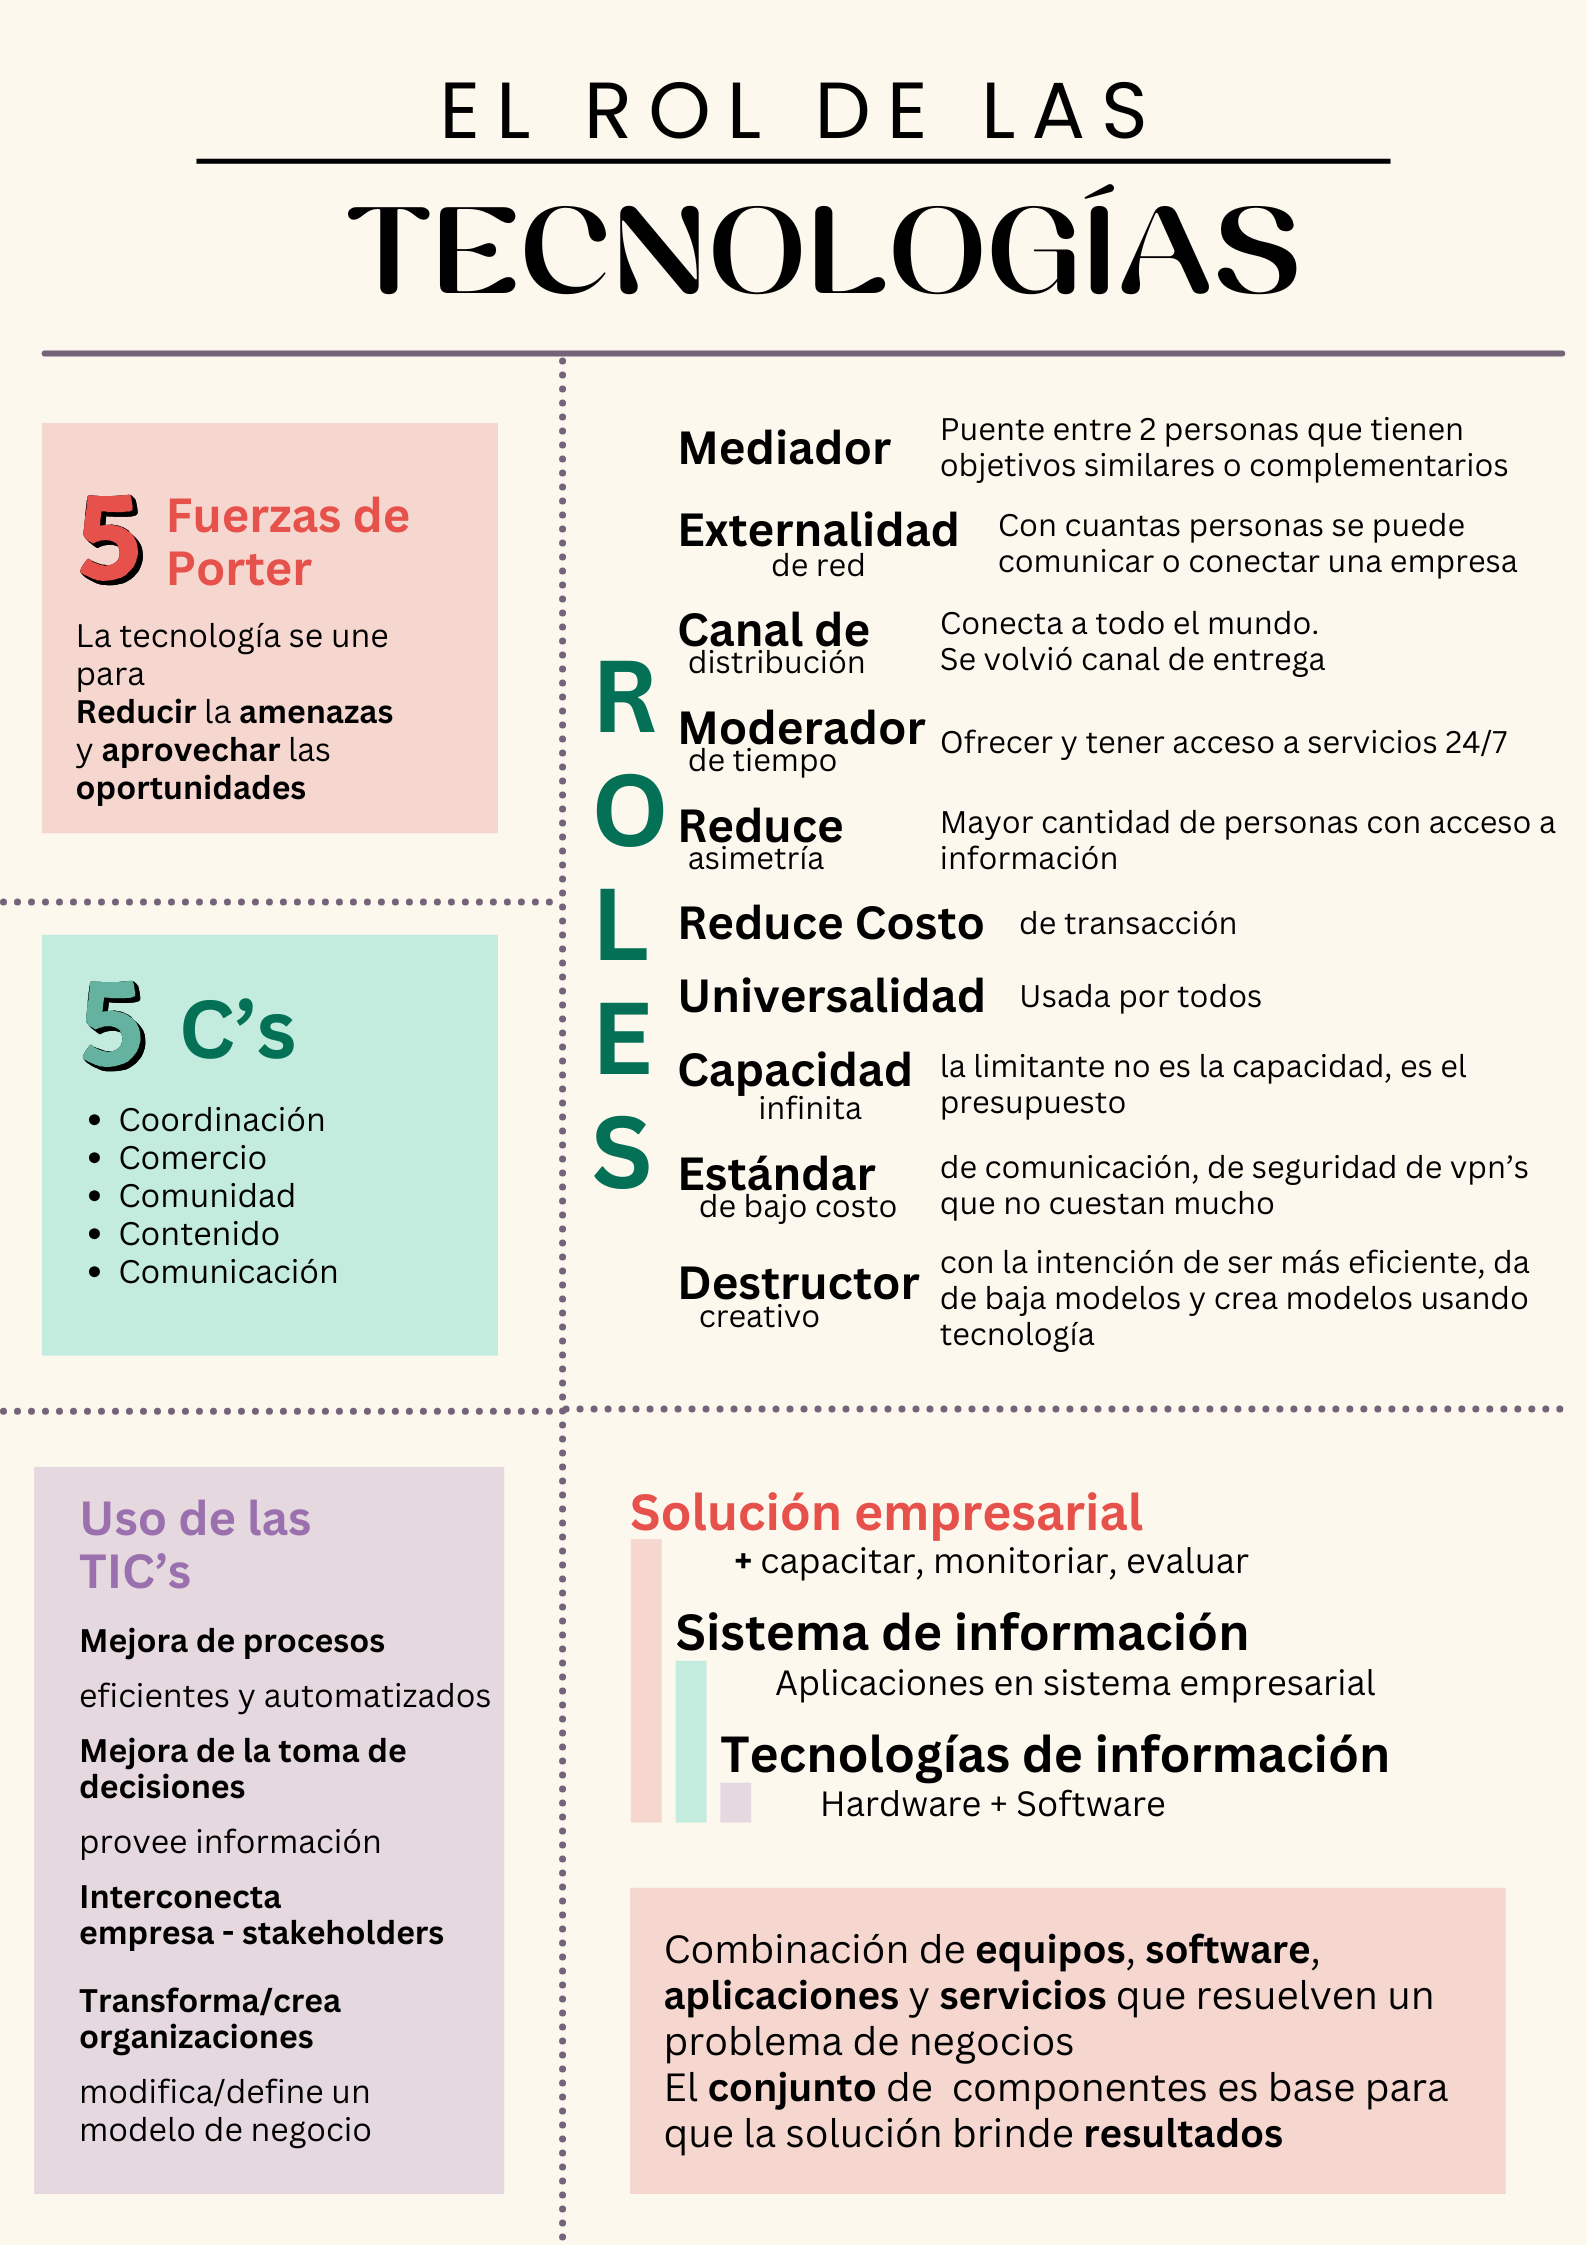 EL ROL DE LAS
TECNOLOGÍAS
5 Fuerzas de
Porter
La tecnología se une
para
Reducir la amenazas
y aprovechar las
oportunidades
5 C’s
• Coordinación
• Comercio
• Comunidad
• Contenido
• Comunicación
ROLES
Mediador
Puente entre 2 personas que tienen
objetivos similares o complementarios
Externalidad
de red
Con cuantas personas se puede
comunicar o conectar una empresa
Canal de
distribución
Conecta a todo el mundo.
Se volvió canal de entrega
Moderador
de tiempo
Ofrecer y tener acceso a servicios 24/7
Reduce
asimetría
Mayor cantidad de personas con acceso a
información
Reduce Costo de transacción
Universalidad Usada por todos
Capacidad
infinita
la limitante no es la capacidad, es el
presupuesto
Estándar
de bajo costo
de comunicación, de seguridad de vpn’s
que no cuestan mucho
Destructor
creativo
con la intención de ser más eficiente, da
de baja modelos y crea modelos usando
tecnología
Uso de las
TIC’s
Mejora de procesos
eficientes y automatizados
Mejora de la toma de
decisiones
provee información
Interconecta
empresa - stakeholders
Transforma/crea
organizaciones
modifica/define un
modelo de negocio
Solución empresarial
+ capacitar, monitoriar, evaluar
Sistema de información
Aplicaciones en sistema empresarial
Tecnologías de información
Hardware + Software
Combinación de equipos, software,
aplicaciones y servicios que resuelven un
problema de negocios
El conjunto de  componentes es base para
que la solución brinde resultados